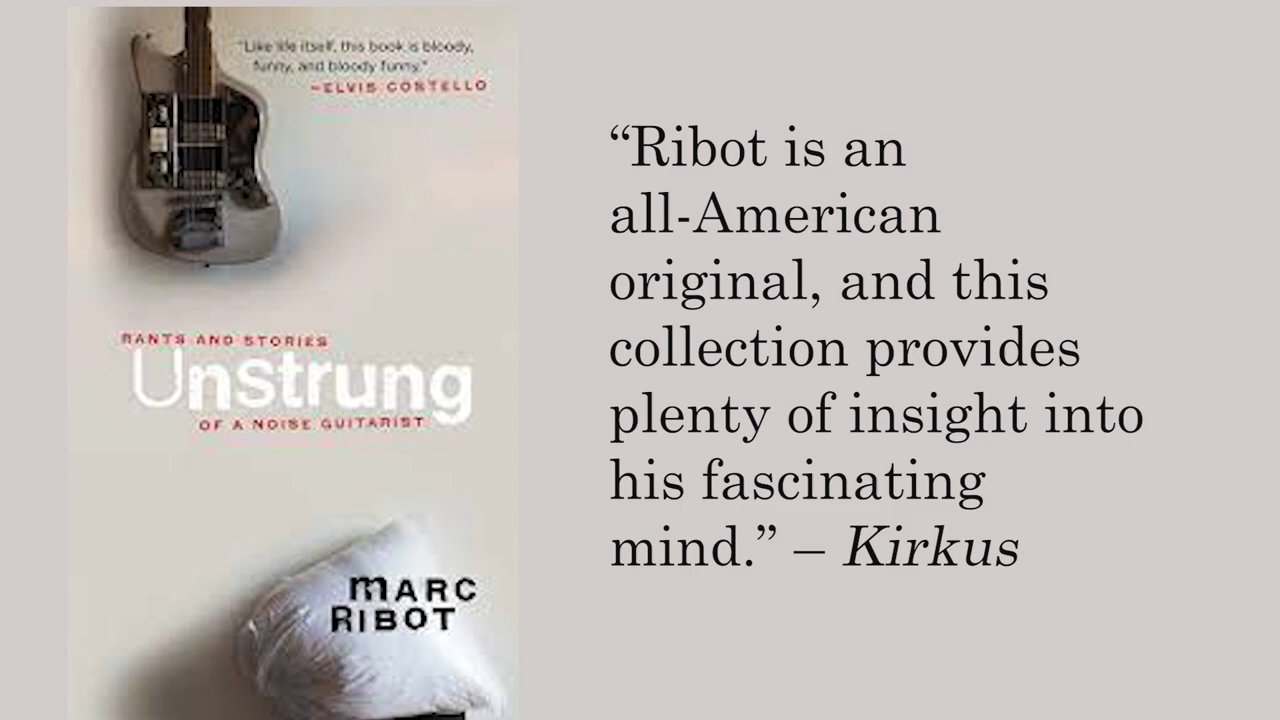 "Like life itself, this book is bloody,
funny, and bloody funny."
—ELVIS COSTELLO
RANTS AND STORIES
Unstrung
OF A NOISE GUITARIST
MARC
RIBOT
“Ribot is an
all-American
original, and this
collection provides
plenty of insight into
his fascinating
mind.” – Kirkus